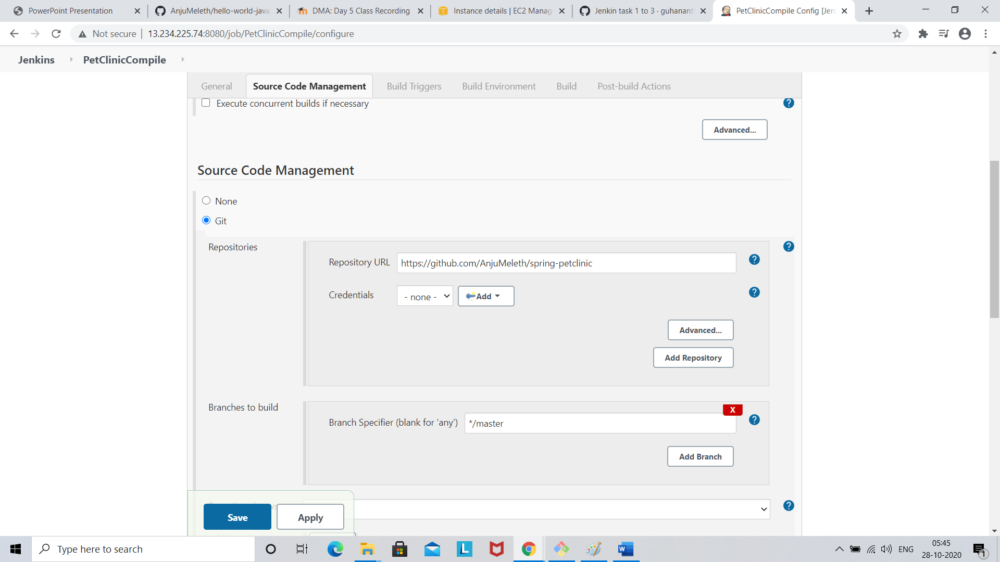 PowerPoint Presentation
AnjuMeleth/hello-world-java
DMA: Day 5 Class Recording
Instance details | EC2 Manag
Jenkin task 1 to 3 · guhanant
PetClinicCompile Config [Jen
Not secure | 13.234.225.74:8080/job/PetClinicCompile/configure
Jenkins PetClinicCompile
General Source Code Management Build Triggers Build Environment Build Post-build Actions
Execute concurrent builds if necessary
Advanced...
Source Code Management
None
Git
Repositories
Repository URL https://github.com/AnjuMeleth/spring-petclinic
Credentials - none - Add
Advanced...
Add Repository
Branches to build
X
Branch Specifier (blank for 'any') */master
Add Branch
Save Apply
Type here to search
ENG
05:45
28-10-2020
1